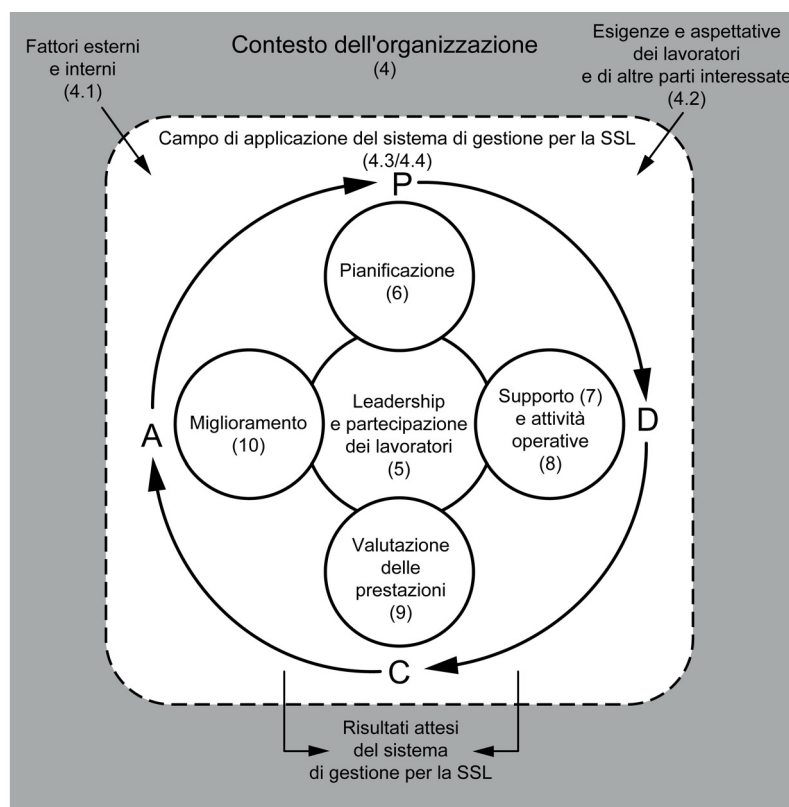 Fattori esterni
e interni
(4.1)
Contesto dell'organizzazione
(4)
Esigenze e aspettative
dei lavoratori
e di altre parti interessate
(4.2)
Campo di applicazione del sistema di gestione per la SSL
(4.3/4.4)
P
Pianificazione
(6)
A
Miglioramento
(10)
Leadership
e partecipazione
dei lavoratori
(5)
Supporto (7)
e attività
operative
(8)
D
Valutazione
delle
prestazioni
(9)
C
Risultati attesi
del sistema
di gestione per la SSL